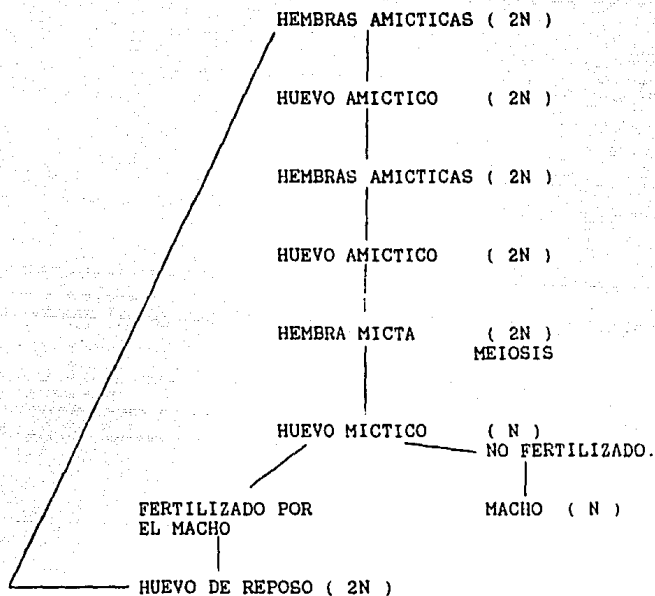 HEMBRAS AMICTICAS ( 2N )
HUEVO AMICTICO ( 2N )
HEMBRAS AMICTICAS ( 2N )
HUEVO AMICTICO ( 2N )
HEMBRA MICTA ( 2N )
MEIOSIS
HUEVO MICTICO ( N )
NO FERTILIZADO.
FERTILIZADO POR
EL MACHO
MACHO ( N )
HUEVO DE REPOSO ( 2N )